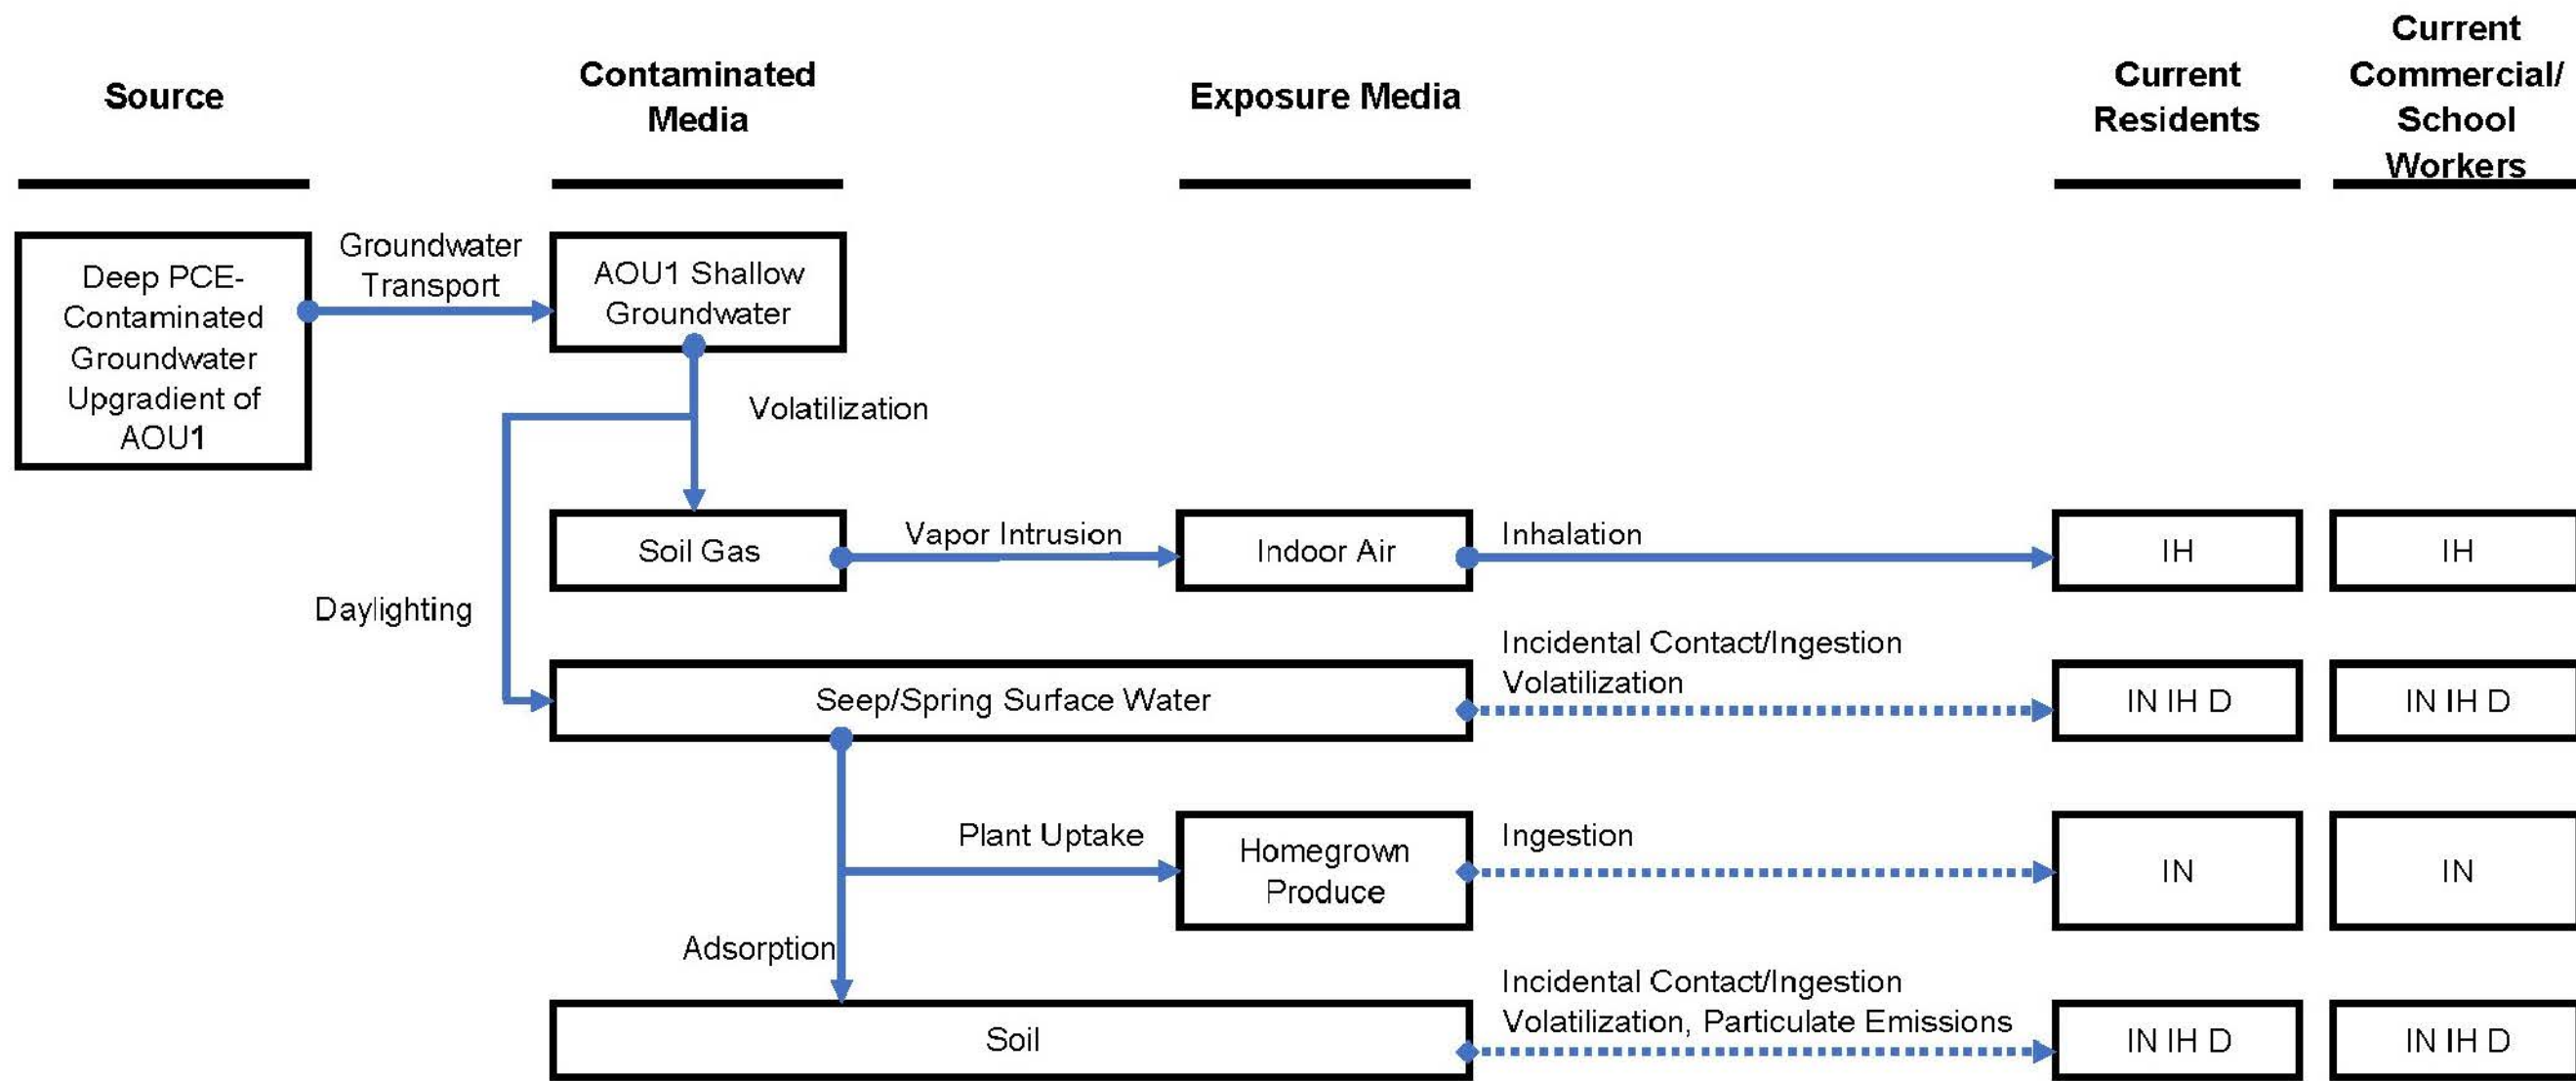 Source
Contaminated
Media
Exposure Media
Current
Residents
Current
Commercial/
School
Workers
Deep PCE-
Contaminated
Groundwater
Upgradient of
AOU1
Groundwater
Transport
AOU1 Shallow
Groundwater
Volatilization
Daylighting
Soil Gas
Vapor Intrusion
Indoor Air
Inhalation
IH
IH
Seep/Spring Surface Water
Incidental Contact/Ingestion
Volatilization
IN IH D
IN IH D
Plant Uptake
Homegrown
Produce
Ingestion
IN
IN
Adsorption
Soil
Incidental Contact/Ingestion
Volatilization, Particulate Emissions
IN IH D
IN IH D